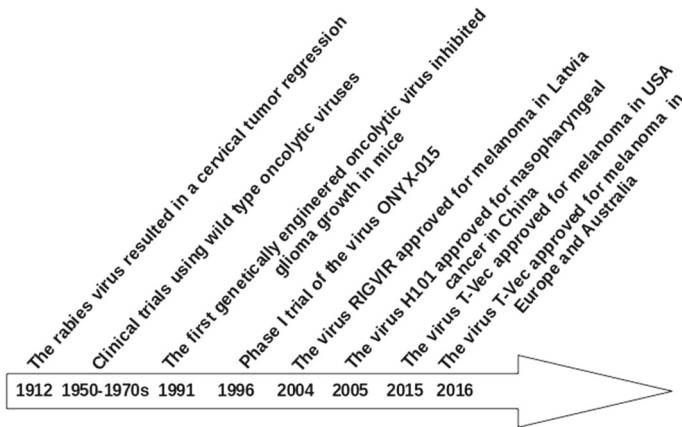 The rabies virus resulted in a cervical tumor regression
Clinical trials using wild type oncolytic viruses
The first genetically engineered oncolytic virus inhibited
glioma growth in mice
Phase I trial of the virus ONYX-015
The virus RIGVIR approved for melanoma in Latvia
The virus H101 approved for nasopharyngeal
cancer in China
The virus T-Vec approved for melanoma in USA
The virus T-Vec approved for melanoma in
Europe and Australia
1912 1950-1970s 1991 1996 2004 2005 2015 2016